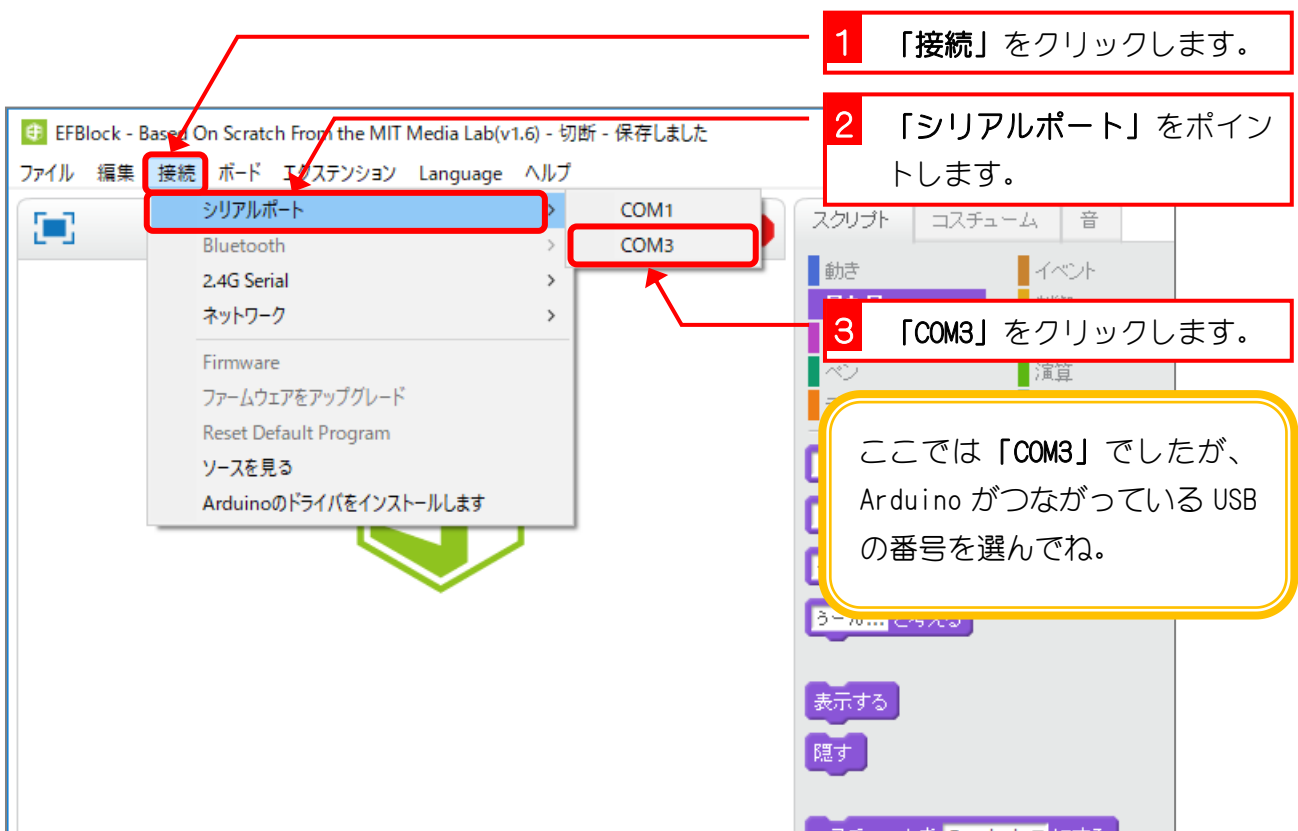 1 「接続」をクリックします。
2 「シリアルポート」をポイン
トします。
EFBlock - Based On Scratch From the MIT Media Lab(v1.6) - 切断 - 保存しました
ファイル 編集 接続 ボード エクステンション Language ヘルプ
シリアルポート
COM1
COM3
Bluetooth
2.4G Serial
ネットワーク
Firmware
ファームウェアをアップグレード
Reset Default Program
ソースを見る
Arduinoのドライバをインストールします
スクリプト コスチューム 音
動き イベント
3 「COM3」をクリックします。
ペン 演算
ここでは「COM3」でしたが、
Arduino がつながっている USB
の番号を選んでね。
うーん... と考える
表示する
隠す